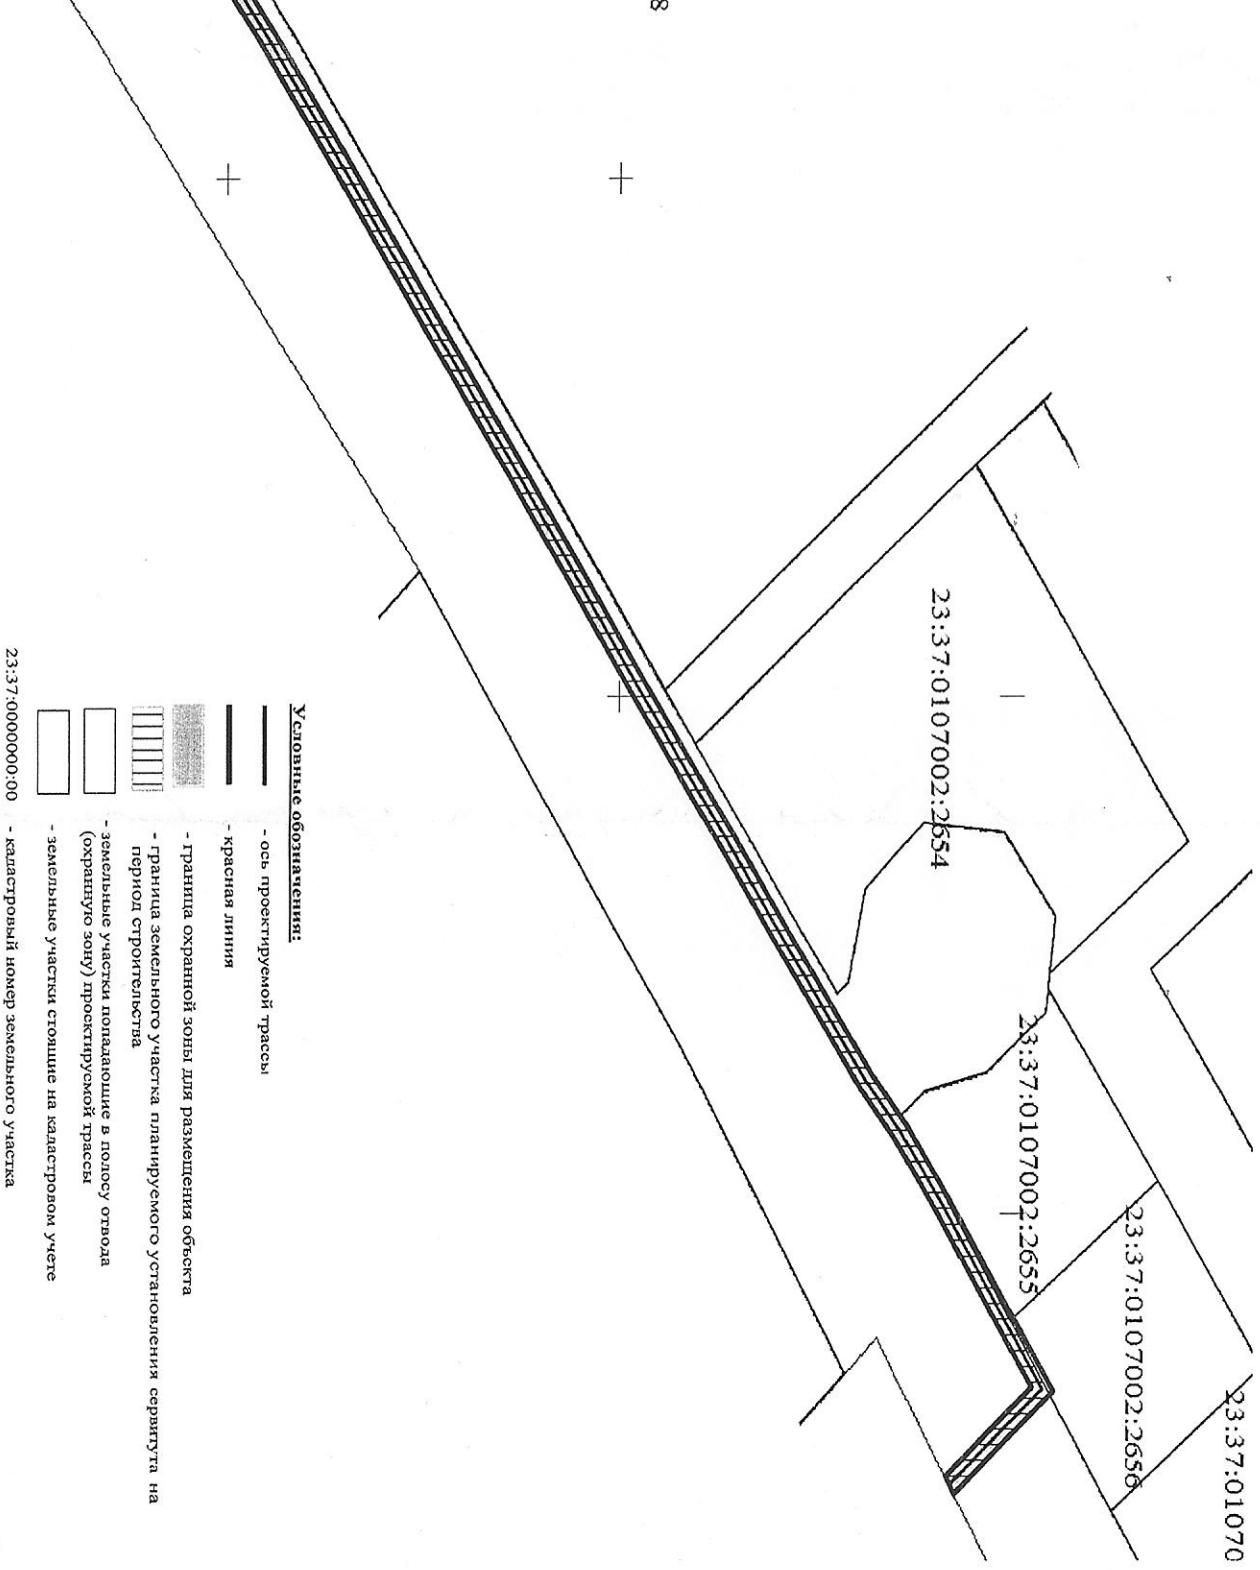 8
23:37:0107002:2654
23:37:0107002:2655
23:37:0107002:2656
23:37:01070
Условные обозначения:
- ось проектируемой трассы
- красная линия
- граница охранной зоны для размещения объекта
- граница земельного участка планируемого установления сервитута на
период строительства
- земельные участки попадающие в полосу отвода
(охранную зону) проектируемой трассы
- земельные участки стоящие на кадастровом учете
23:37:0000000:00 - кадастровый номер земельного участка